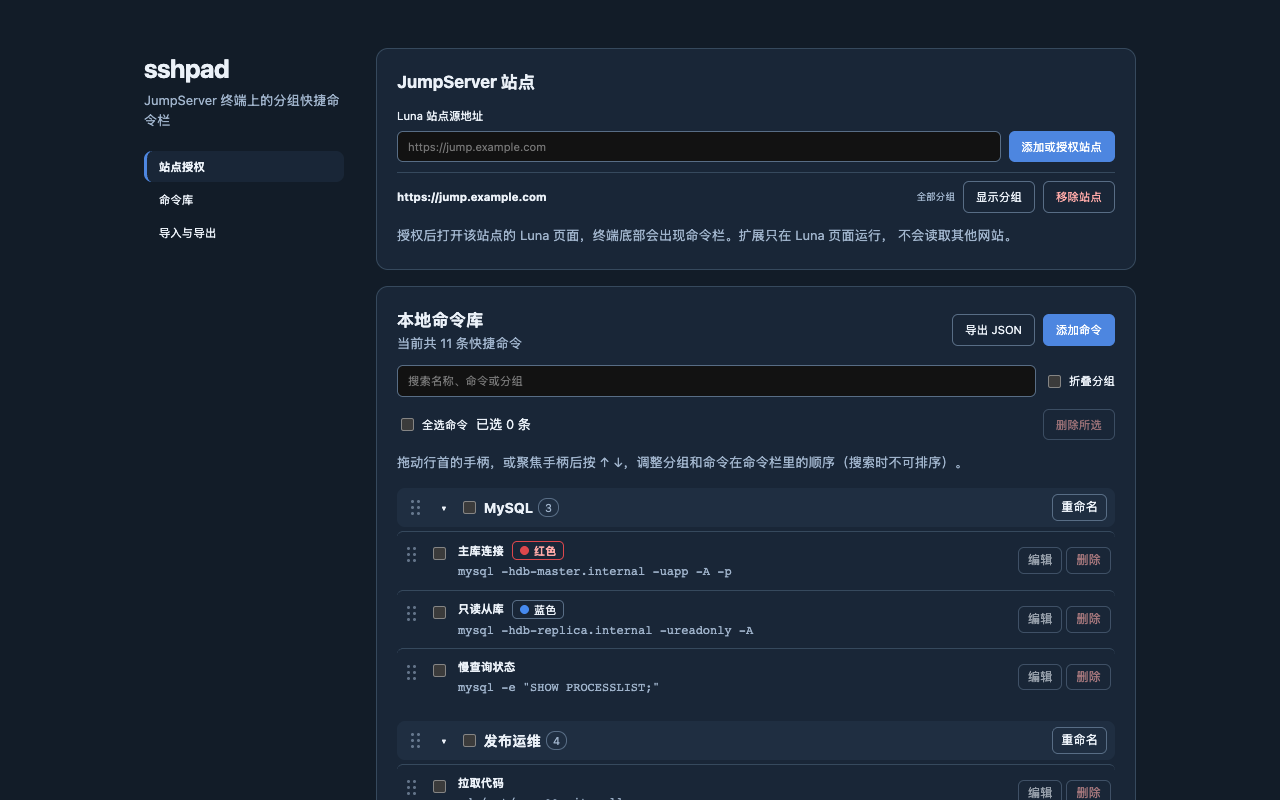 sshpad
JumpServer 终端上的分组快捷命
令栏
站点授权
命令库
导入与导出
JumpServer 站点
Luna 站点源地址
https://jump.example.com
添加或授权站点
https://jump.example.com
全部分组
显示分组
移除站点
授权后打开该站点的 Luna 页面，终端底部会出现命令栏。扩展只在 Luna 页面运行， 不会读取其他网站。
本地命令库
当前共 11 条快捷命令
导出 JSON
添加命令
搜索名称、命令或分组
折叠分组
全选命令 已选 0 条
删除所选
拖动行首的手柄，或聚焦手柄后按 ↑ ↓，调整分组和命令在命令栏里的顺序（搜索时不可排序）。
MySQL 3
重命名
主库连接 红色
mysql -hdb-master.internal -uapp -A -p
编辑 删除
只读从库 蓝色
mysql -hdb-replica.internal -ureadonly -A
编辑 删除
慢查询状态
mysql -e "SHOW PROCESSLIST;"
编辑 删除
发布运维 4
重命名
拉取代码
编辑 删除